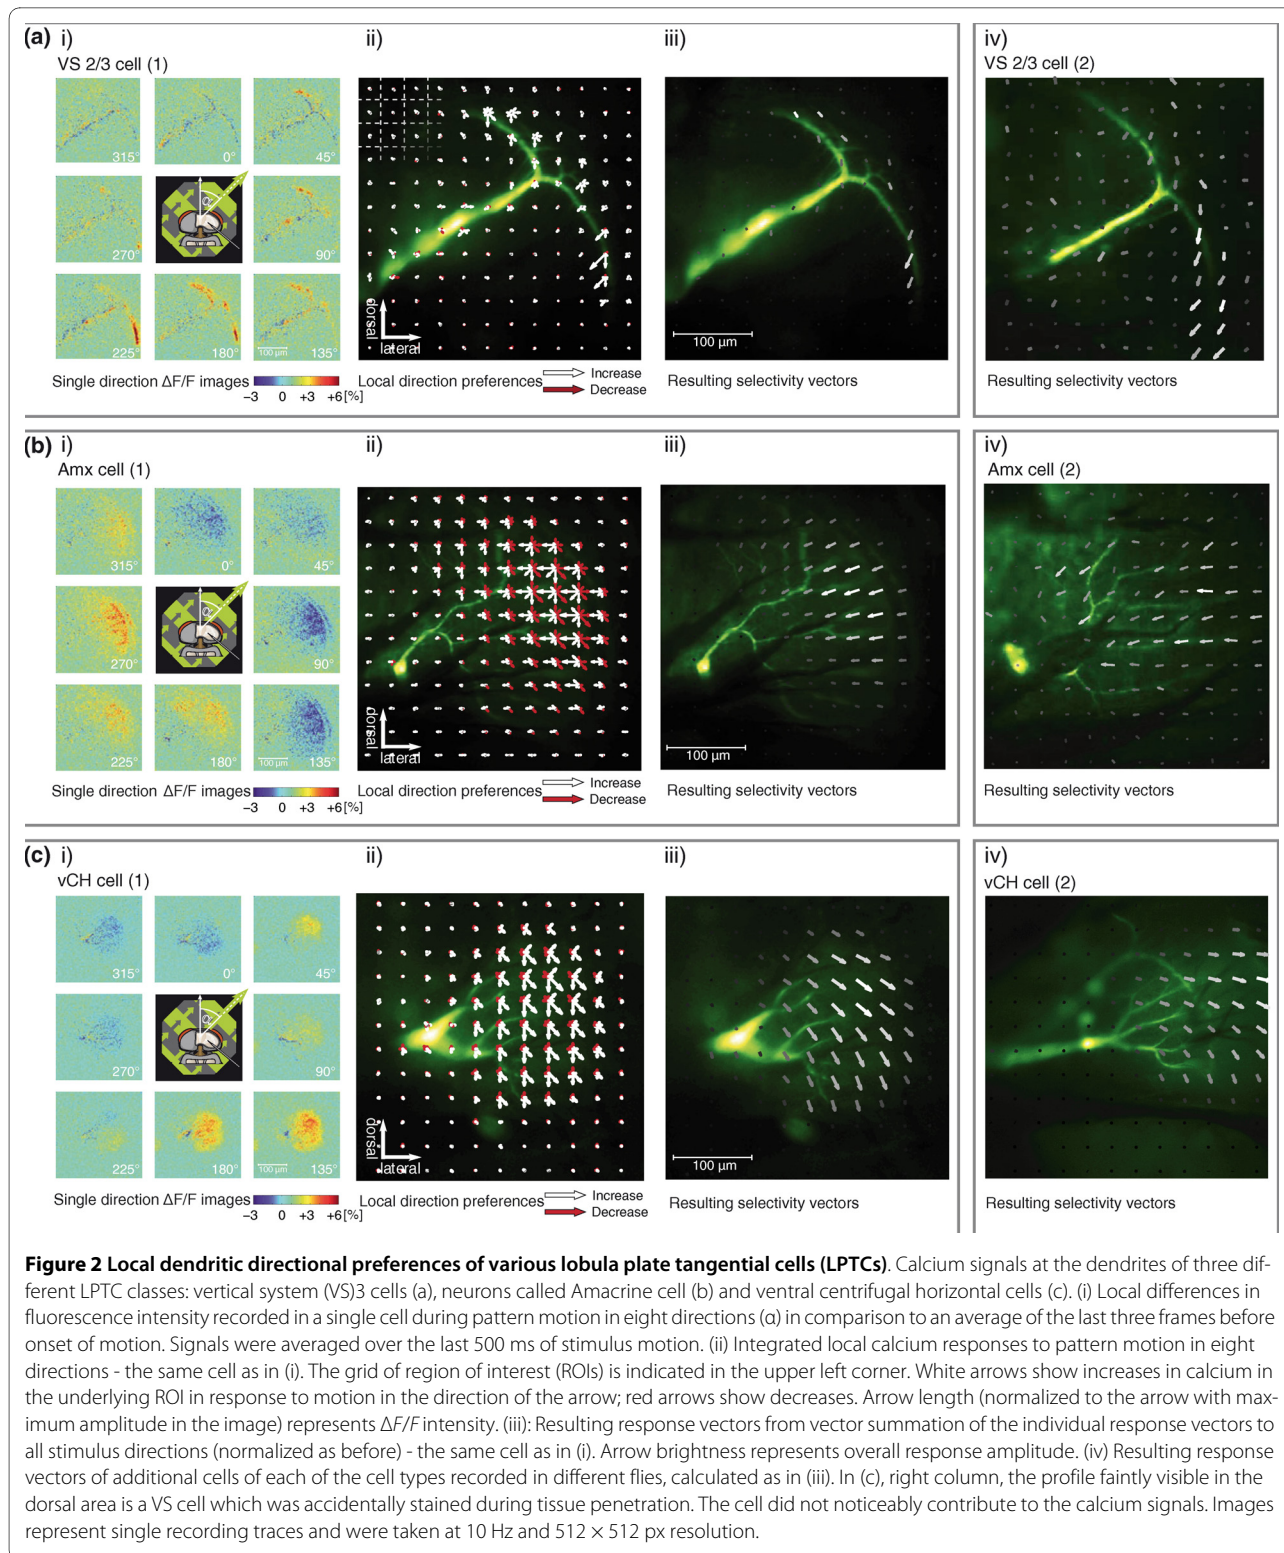 (a) i) ii) iii) iv)
VS 2/3 cell (1) VS 2/3 cell (2)
315° 0° 45°
α
270° 90°
dorsal
lateral
225° 180° 100 µm 135°
100 µm
Single direction ΔF/F images −3 0 +3 +6[%]
Local direction preferences Increase Decrease
Resulting selectivity vectors
Resulting selectivity vectors
(b) i) ii) iii) iv)
Amx cell (1) Amx cell (2)
315° 0° 45°
α
270° 90°
dorsal
lateral
225° 180° 100 µm 135°
100 µm
Single direction ΔF/F images −3 0 +3 +6[%]
Local direction preferences Increase Decrease
Resulting selectivity vectors
Resulting selectivity vectors
(c) i) ii) iii) iv)
vCH cell (1) vCH cell (2)
315° 0° 45°
α
270° 90°
dorsal
lateral
225° 180° 100 µm 135°
100 µm
Single direction ΔF/F images −3 0 +3 +6[%]
Local direction preferences Increase Decrease
Resulting selectivity vectors
Resulting selectivity vectors
Figure 2 Local dendritic directional preferences of various lobula plate tangential cells (LPTCs). Calcium signals at the dendrites of three dif-
ferent LPTC classes: vertical system (VS)3 cells (a), neurons called Amacrine cell (b) and ventral centrifugal horizontal cells (c). (i) Local differences in
fluorescence intensity recorded in a single cell during pattern motion in eight directions (α) in comparison to an average of the last three frames before
onset of motion. Signals were averaged over the last 500 ms of stimulus motion. (ii) Integrated local calcium responses to pattern motion in eight
directions - the same cell as in (i). The grid of region of interest (ROIs) is indicated in the upper left corner. White arrows show increases in calcium in
the underlying ROI in response to motion in the direction of the arrow; red arrows show decreases. Arrow length (normalized to the arrow with max-
imum amplitude in the image) represents ΔF/F intensity. (iii): Resulting response vectors from vector summation of the individual response vectors to
all stimulus directions (normalized as before) - the same cell as in (i). Arrow brightness represents overall response amplitude. (iv) Resulting response
vectors of additional cells of each of the cell types recorded in different flies, calculated as in (iii). In (c), right column, the profile faintly visible in the
dorsal area is a VS cell which was accidentally stained during tissue penetration. The cell did not noticeably contribute to the calcium signals. Images
represent single recording traces and were taken at 10 Hz and 512 × 512 px resolution.